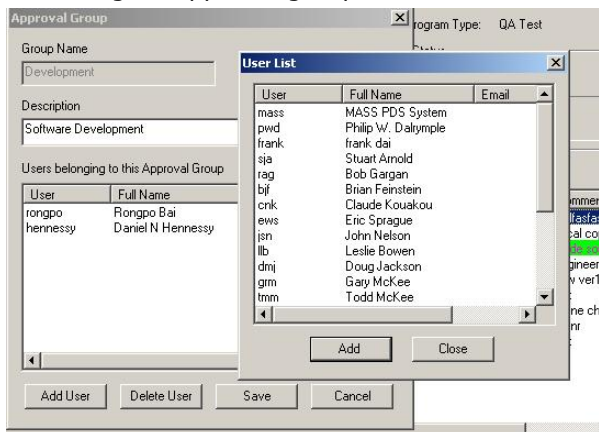 Approval Group
Group Name
Development
Description
Software Development
Users belonging to this Approval Group
User Full Name
rongpo Rongpo Bai
hennessy Daniel N Hennessy
Add User Delete User Save Cancel
User List
User Full Name Email
mass MASS PDS System
pwd Philip W. Dalrymple
frank frank dai
sja Stuart Arnold
rag Bob Gargan
bjf Brian Feinstein
cnk Claude Kouakou
ews Eric Sprague
jsn John Nelson
llb Leslie Bowen
dmj Doug Jackson
grm Gary McKee
tmm Todd McKee
Add Close
rogram Type: QA Test